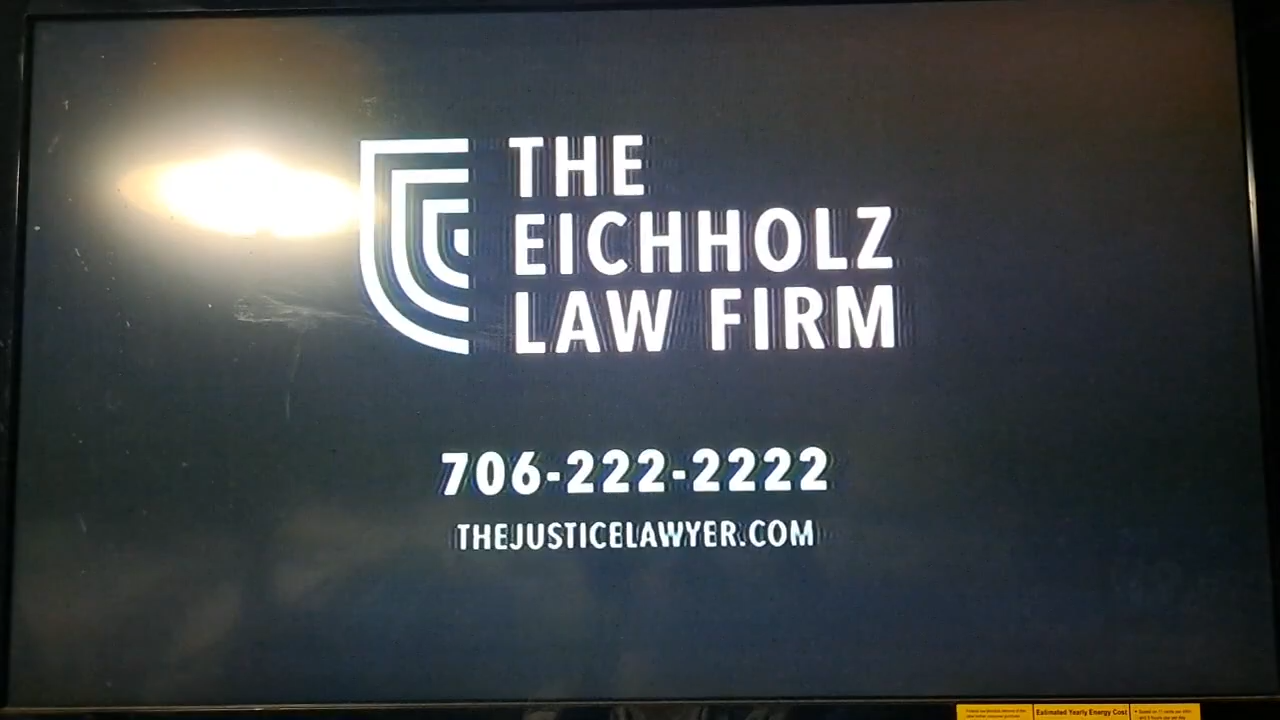 THE
EICHHOLZ
LAW FIRM
706-222-2222
THEJUSTICELAWYER.COM
Estimated Yearly Energy Cost